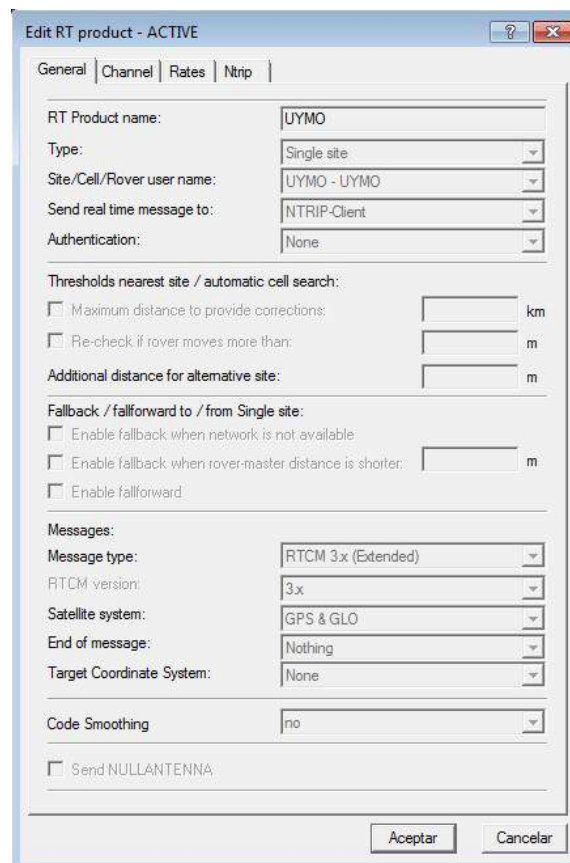 Edit RT product - ACTIVE
General Channel Rates Ntrip
RT Product name: UYMO
Type: Single site
Site/Cell/Rover user name: UYMO - UYMO
Send real time message to: NTRIP-Client
Authentication: None
Thresholds nearest site / automatic cell search:
Maximum distance to provide corrections: km
Re-check if rover moves more than: m
Additional distance for alternative site: m
Fallback / fallforward to / from Single site:
Enable fallback when network is not available
Enable fallback when rover-master distance is shorter: m
Enable fallforward
Messages:
Message type: RTCM 3.x (Extended)
RTCM version: 3.x
Satellite system: GPS & GLO
End of message: Nothing
Target Coordinate System: None
Code Smoothing no
Send NULLANTENNA
Aceptar Cancelar